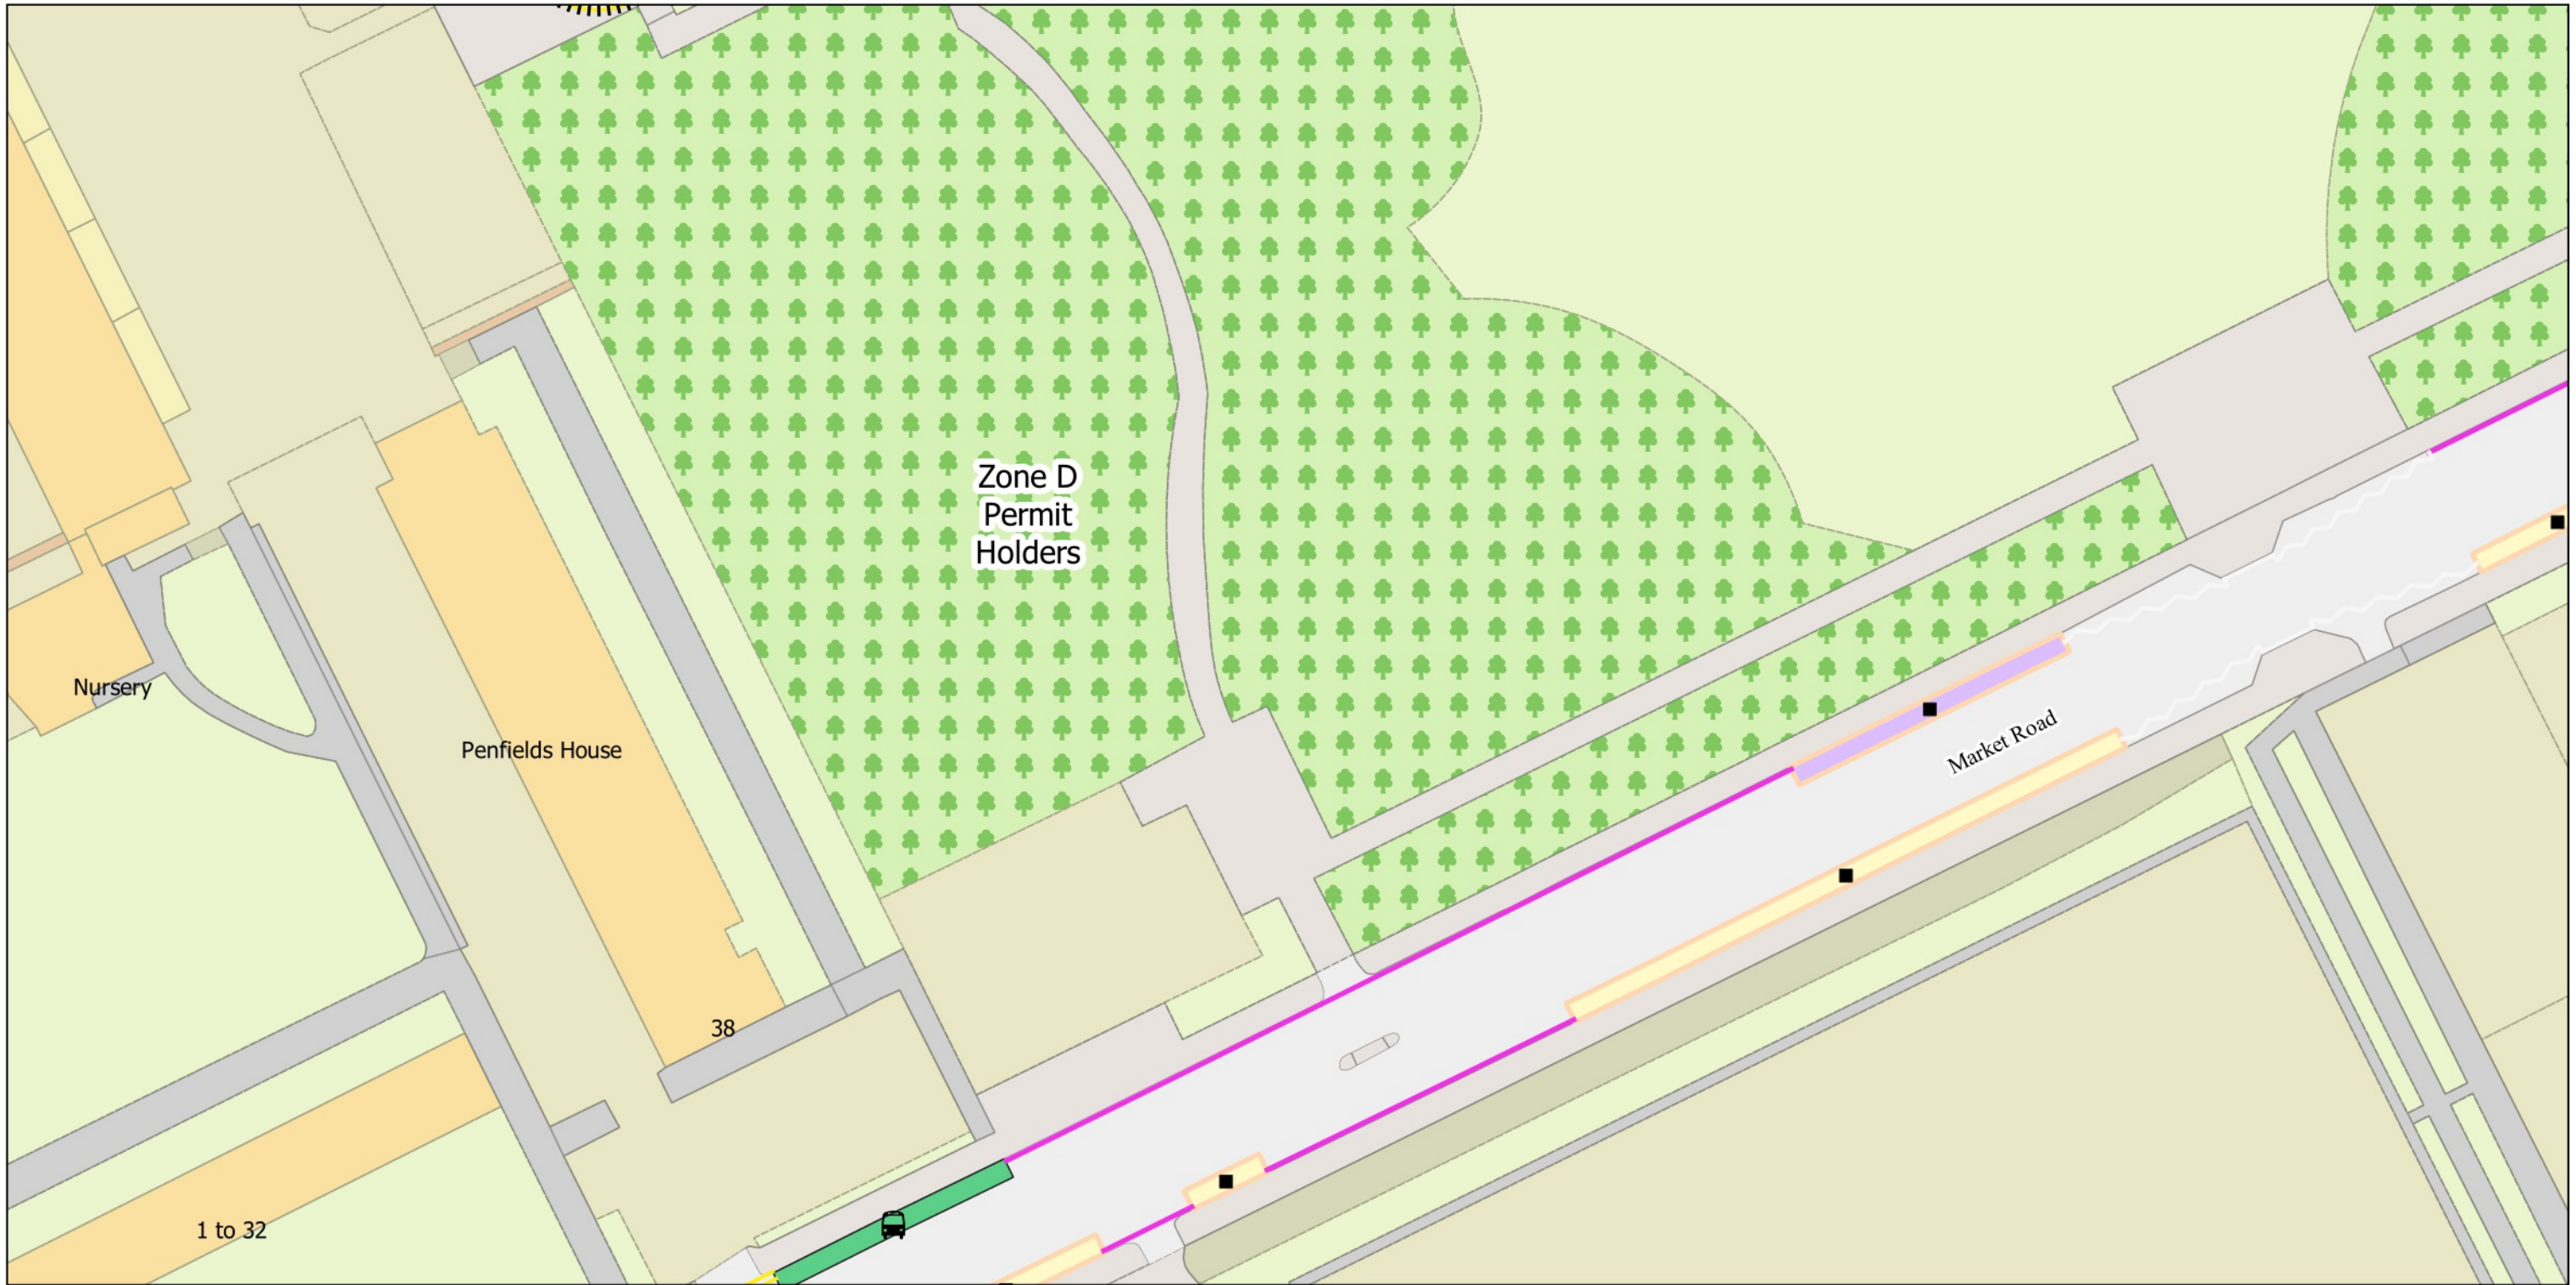 Zone D
Permit
Holders
Nursery
Penfields House
Market Road
38
1 to 32